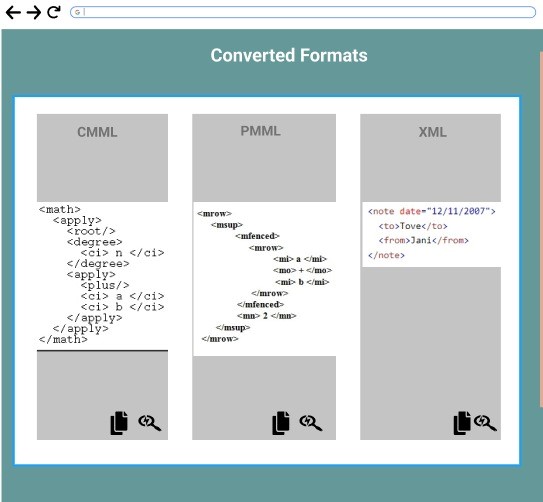 G
Converted Formats
CMML
<math>
<apply>
<root/>
<degree>
<ci> n </ci>
</degree>
<apply>
<plus/>
<ci> a </ci>
<ci> b </ci>
</apply>
</apply>
</math>
PMML
<mrow>
<msup>
<mfenced>
<mrow>
<mi> a </mi>
<mo> + </mo>
<mi> b </mi>
</mrow>
</mfenced>
<mn> 2 </mn>
</msup>
</mrow>
XML
<note date="12/11/2007">
<to>Tove</to>
<from>Jani</from>
</note>